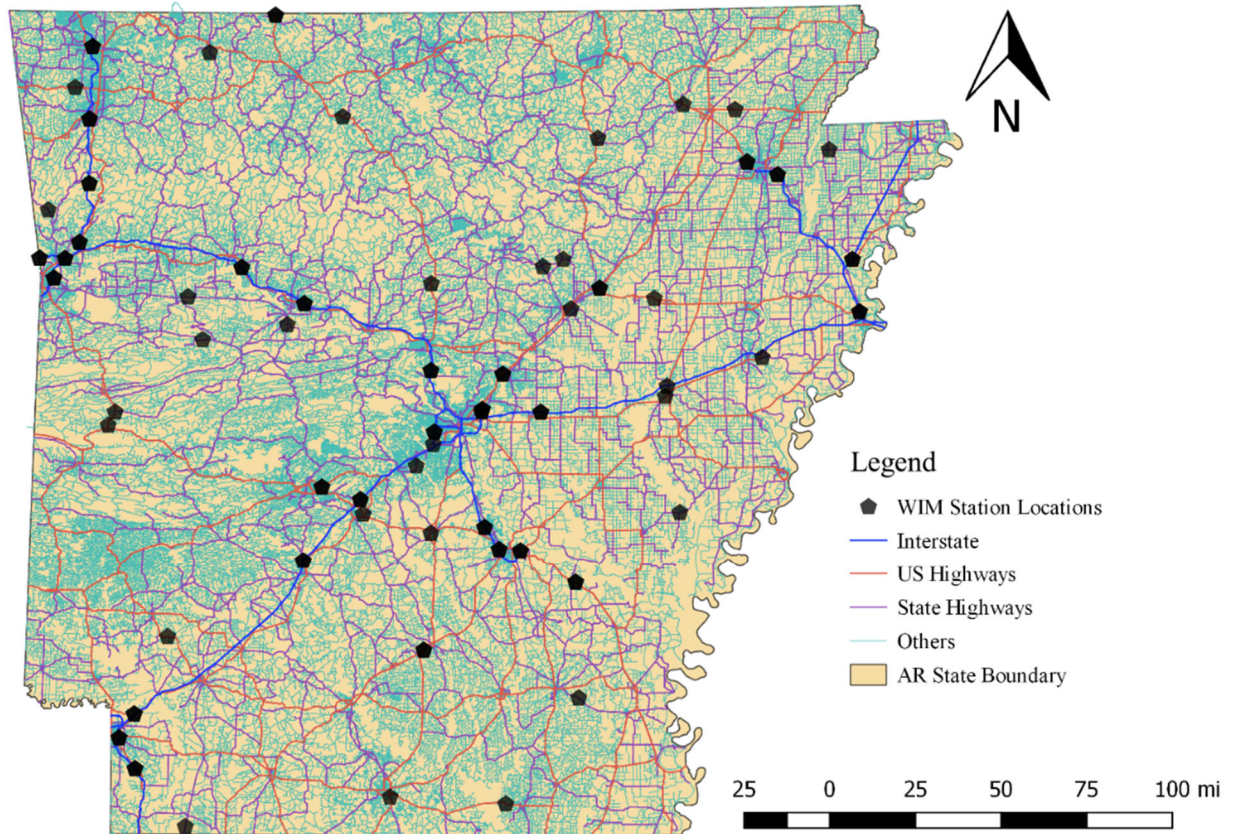 N
Legend
WIM Station Locations
Interstate
US Highways
State Highways
Others
AR State Boundary
25 0 25 50 75 100 mi